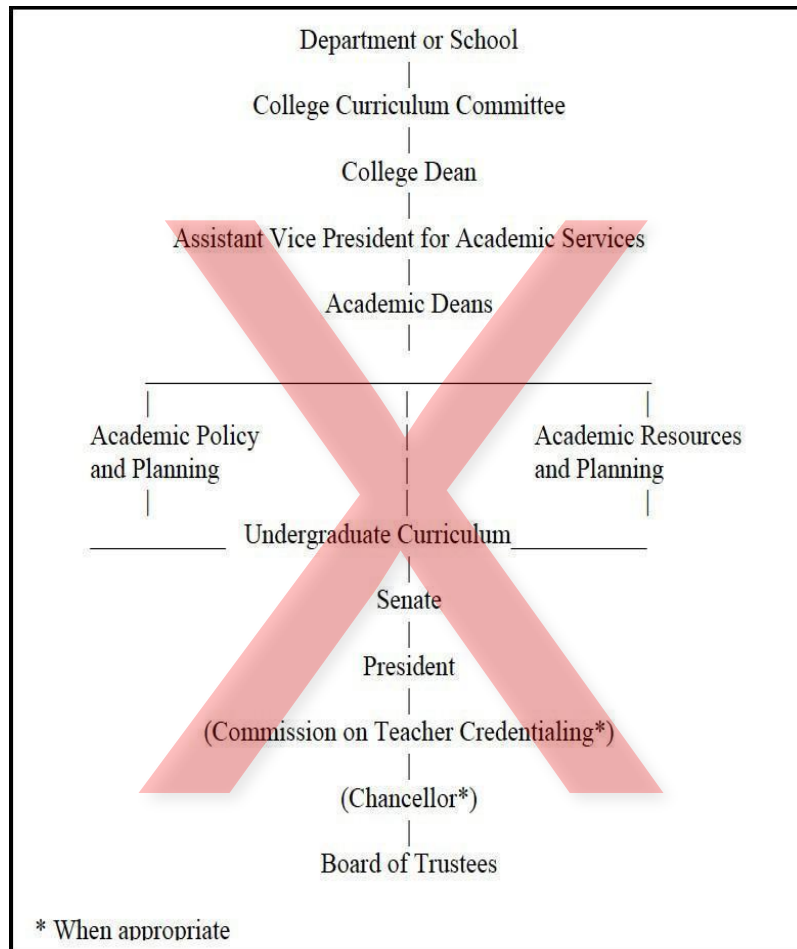 Department or School
College Curriculum Committee
College Dean
Assistant Vice President for Academic Services
Academic Deans
Academic Policy
and Planning
Academic Resources
and Planning
Undergraduate Curriculum
Senate
President
(Commission on Teacher Credentialing*)
(Chancellor*)
Board of Trustees
* When appropriate